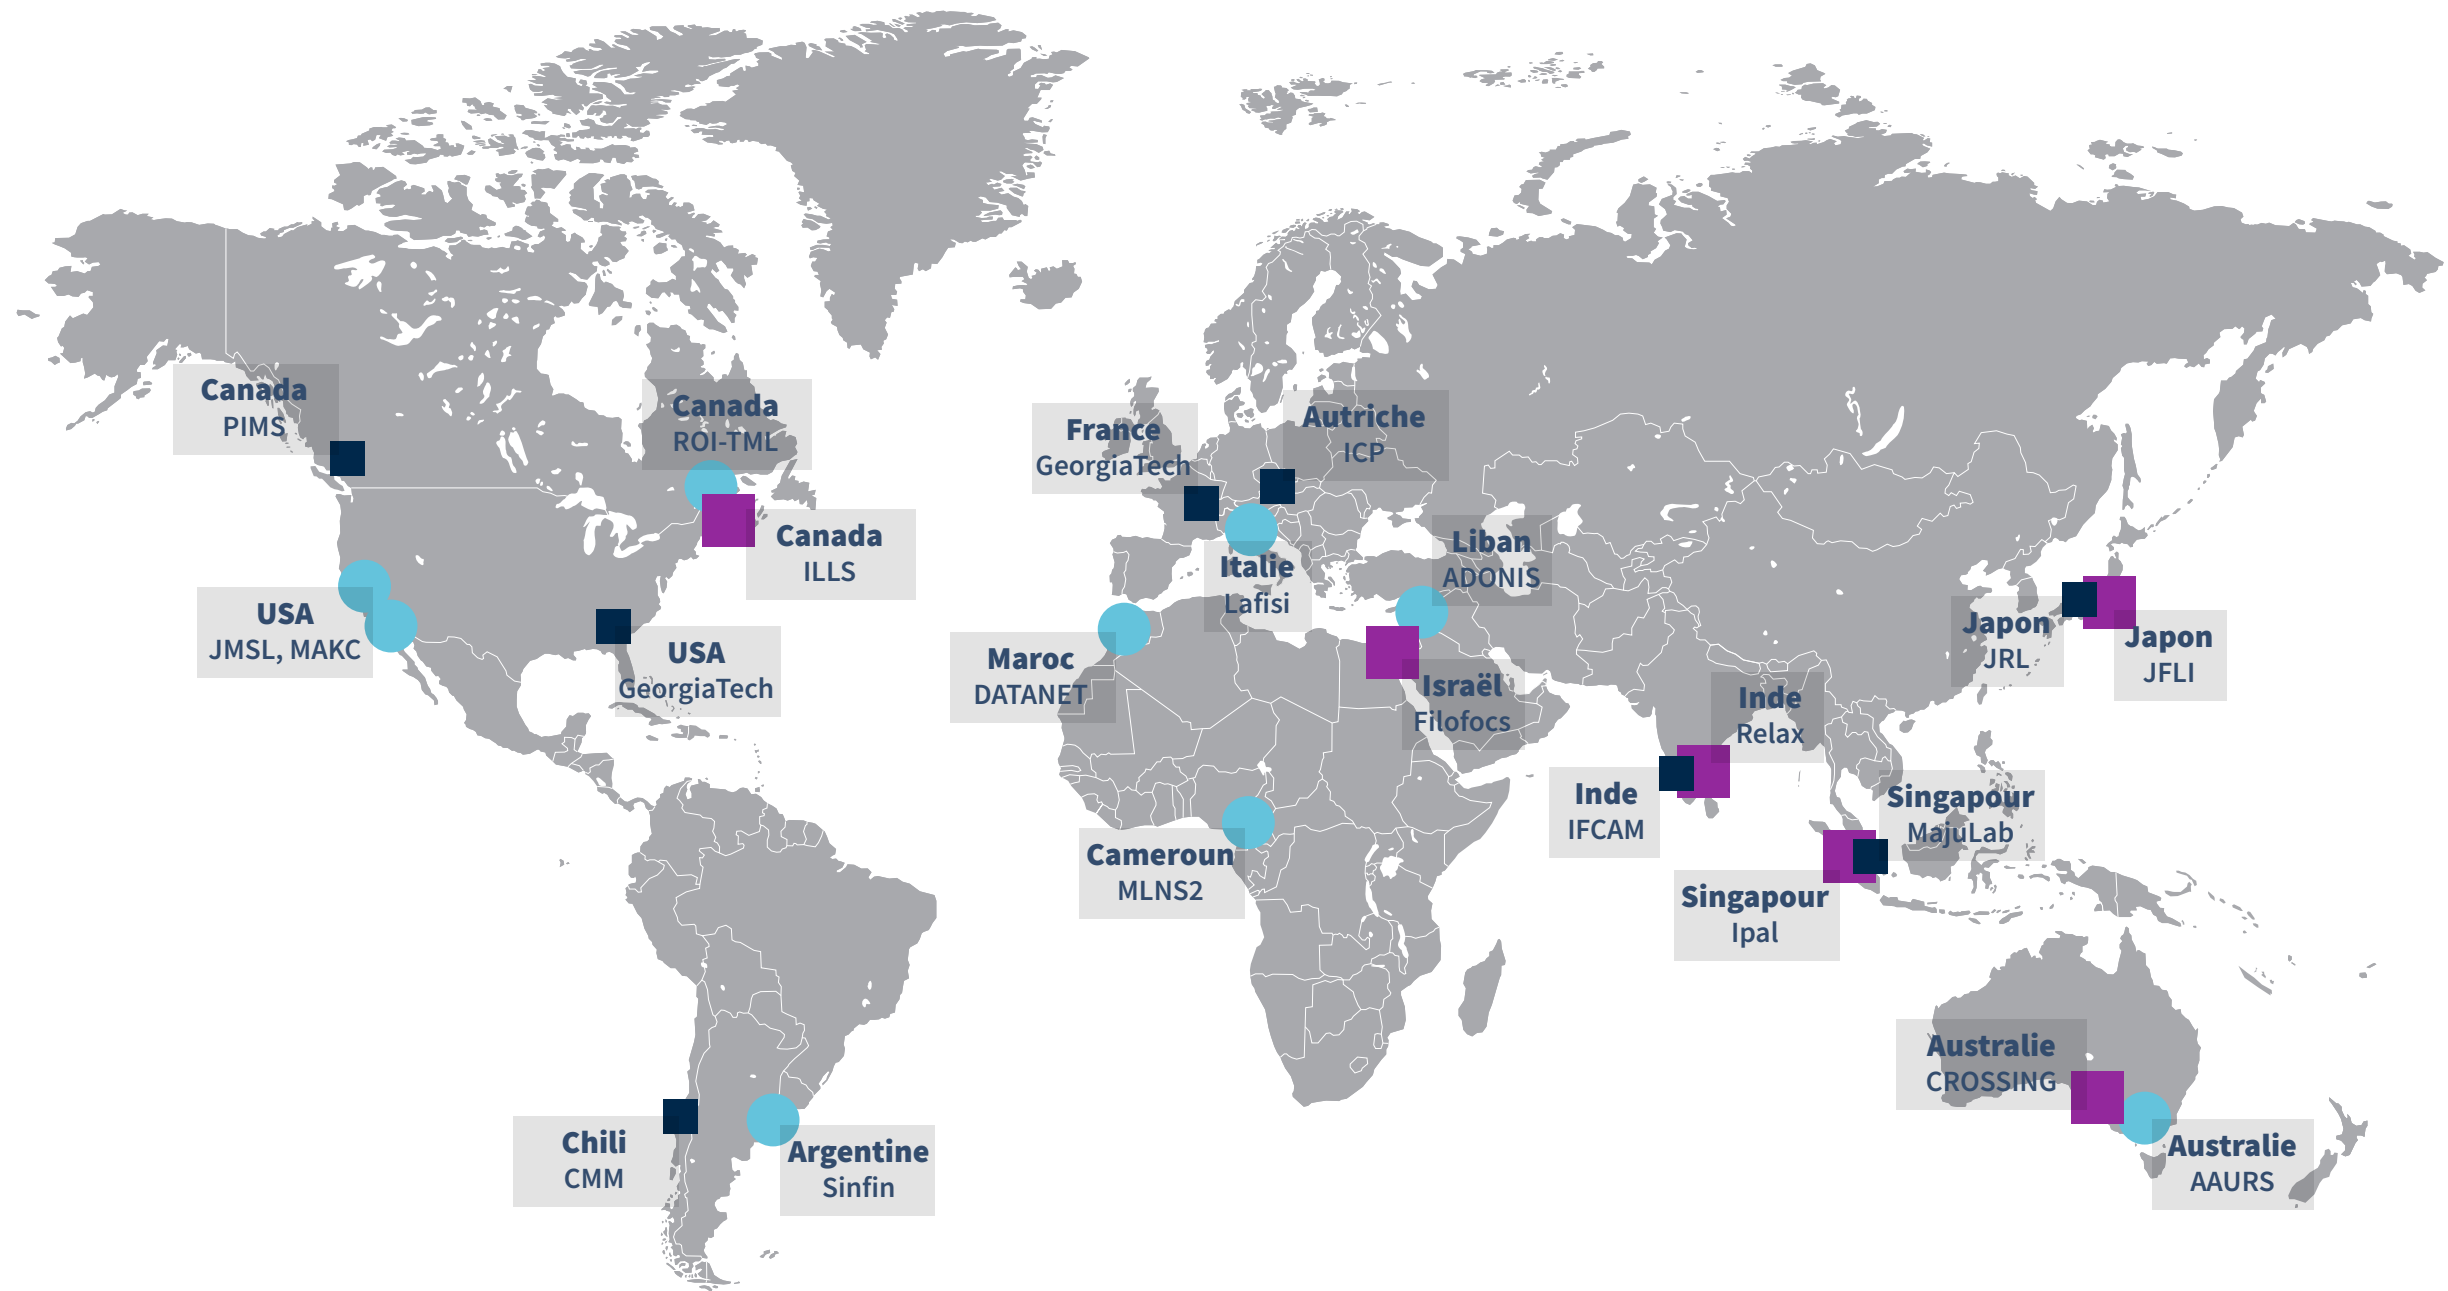 Canada
PIMS
Canada
ROI-TML
France
GeorgiaTech
Autriche
ICP
Canada
ILLS
Liban
ADONIS
Italie
Lafisi
USA
JMSL, MAKC
USA
GeorgiaTech
Maroc
DATANET
Israël
Filofocs
Japon
JRL
Japon
JFLI
Inde
Relax
Inde
IFCAM
Singapour
MajuLab
Cameroun
MLNS2
Singapour
Ipal
Australie
CROSSING
Chili
CMM
Argentine
Sinfin
Australie
AAURS